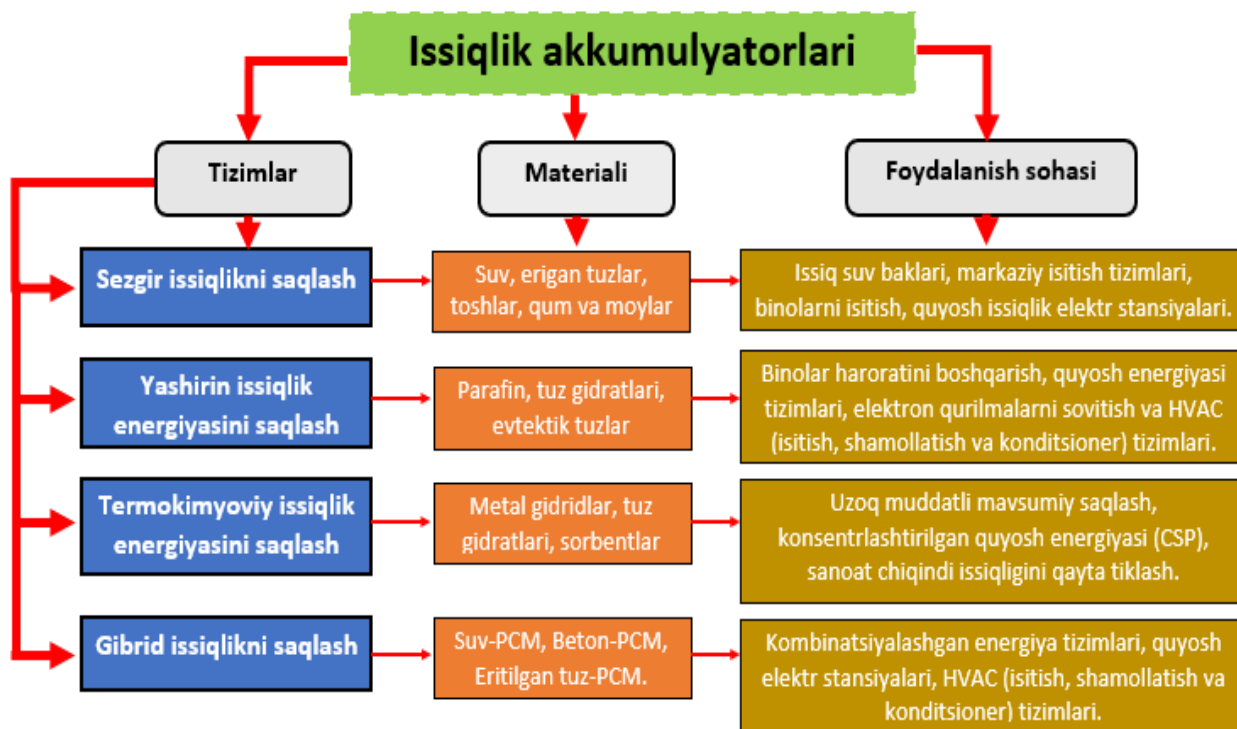 Issiqlik akkumulyatorlari
Tizimlar
Materiali
Foydalanish sohasi
Sezgir issiqlikni saqlash
Suv, erigan tuzlar,
toshlar, qum va moylar
Issiq suv baklari, markaziy isitish tizimlari,
binolarni isitish, quyosh issiqlik elektr stansiyalari.
Yashirin issiqlik
energiyasini saqlash
Parafin, tuz gidratlari,
evtektik tuzlar
Binolar haroratini boshqarish, quyosh energiyasi
tizimlari, elektron qurilmalarni sovitish va HVAC
(isitish, shamollatish va konditsioner) tizimlari.
Termokimyoviy issiqlik
energiyasini saqlash
Metal gidridlar, tuz
gidratlari, sorbentlar
Uzoq muddatli mavsumiy saqlash,
konsentrlashtirilgan quyosh energiyasi (CSP),
sanoat chiqindi issiqligini qayta tiklash.
Gibrid issiqlikni saqlash
Suv-PCM, Beton-PCM,
Eritilgan tuz-PCM.
Kombinatsiyalashgan energiya tizimlari, quyosh
elektr stansiyalari, HVAC (isitish, shamollatish va
konditsioner) tizimlari.